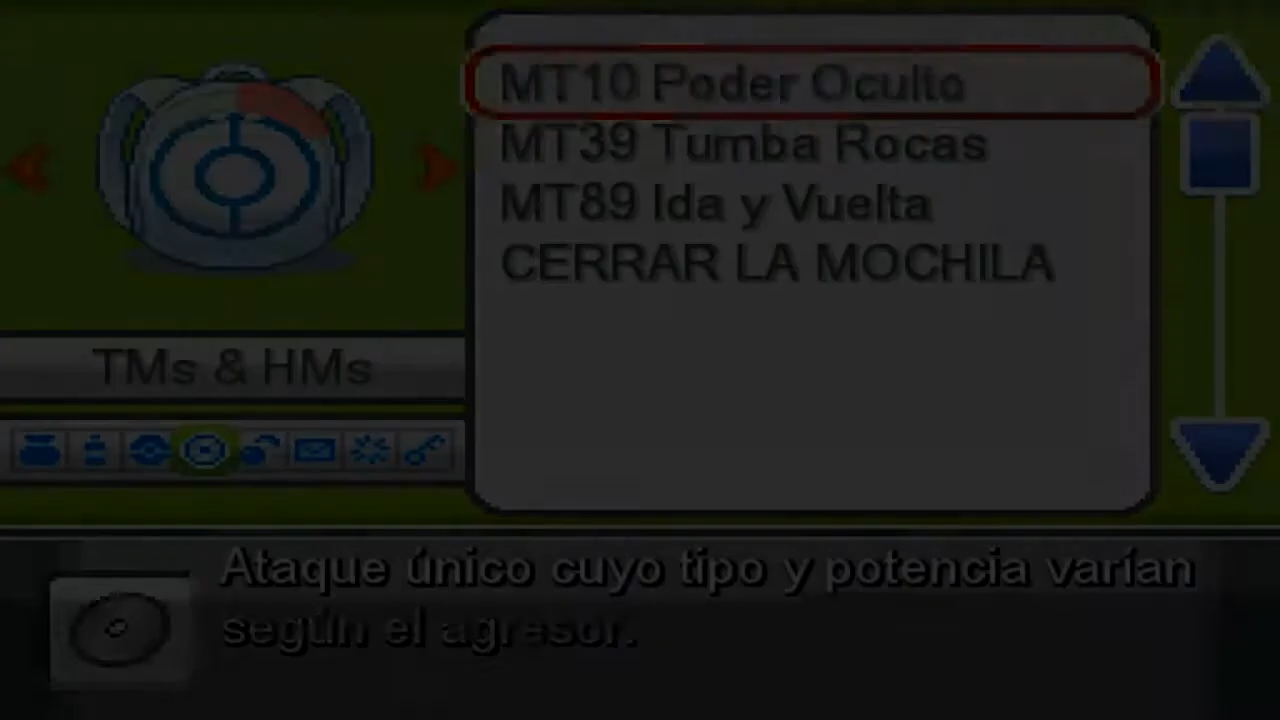 MT10 Poder Oculto
MT39 Tumba Rocas
MT89 Ida y Vuelta
CERRAR LA MOCHILA
TMs & HMs
Ataque único cuyo tipo y potencia varían
según el agresor.